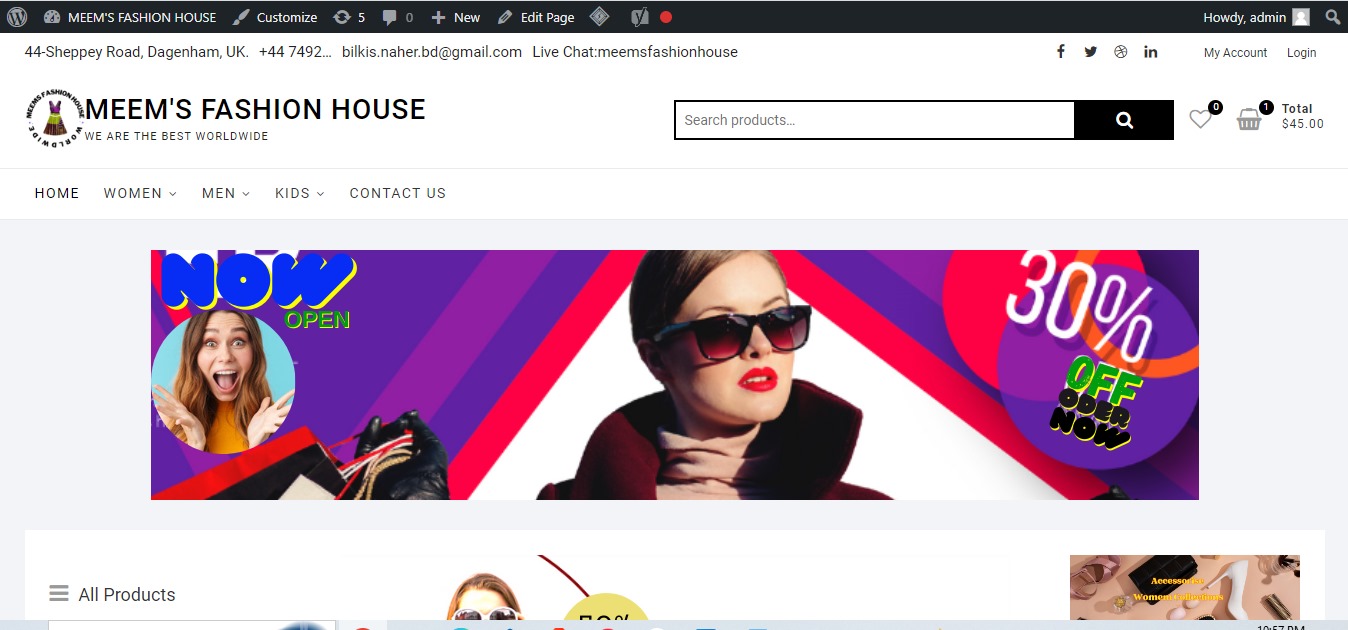 MEEM'S FASHION HOUSE Customize 5 0 New Edit Page Howdy, admin
44-Sheppey Road, Dagenham, UK. +44 7492... bilkis.naher.bd@gmail.com Live Chat:meemsfashionhouse My Account Login
MEEMS FASHION HOUSE WORLDWIDE
MEEM'S FASHION HOUSE
WE ARE THE BEST WORLDWIDE
Search products...
0
1
Total
$45.00
HOME WOMEN MEN KIDS CONTACT US
NOW
OPEN
30%
OFF
ODER
NOW
All Products
Women Collections
10:57 PM